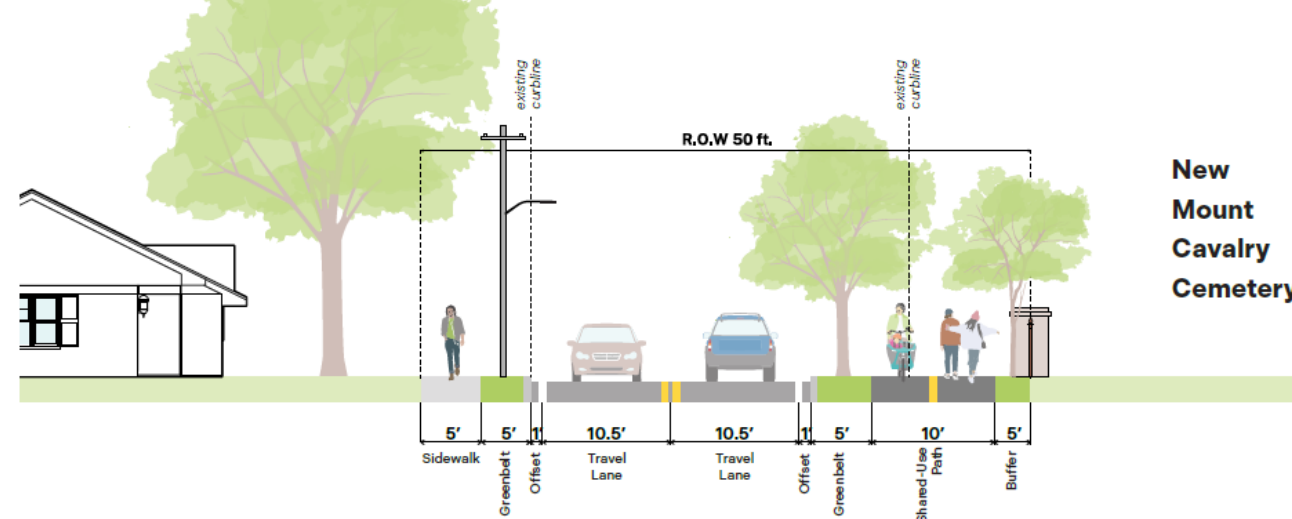 existing
curbline
existing
curbline
R.O.W 50 ft.
New
Mount
Cavalry
Cemetery
5’
5’
1’
10.5’
10.5’
1’
5’
10’
5’
Sidewalk
Greenbelt
Offset
Travel
Lane
Travel
Lane
Offset
Greenbelt
Shared-Use
Path
Buffer